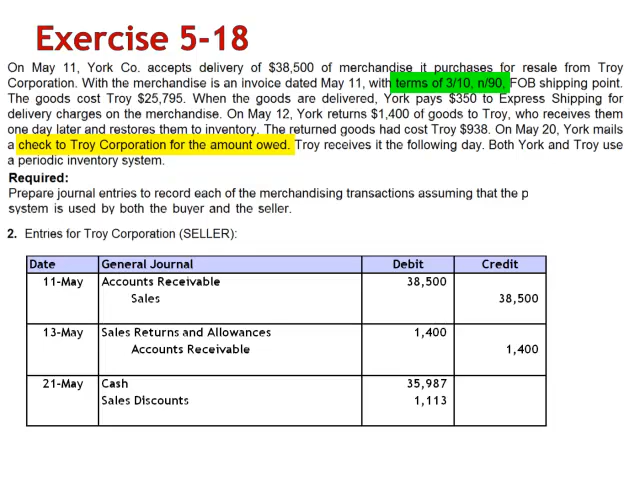 Exercise 5-18
On May 11, York Co. accepts delivery of $38,500 of merchandise it purchases for resale from Troy
Corporation. With the merchandise is an invoice dated May 11, with terms of 3/10, n/90, FOB shipping point.
The goods cost Troy $25,795. When the goods are delivered, York pays $350 to Express Shipping for
delivery charges on the merchandise. On May 12, York returns $1,400 of goods to Troy, who receives them
one day later and restores them to inventory. The returned goods had cost Troy $938. On May 20, York mails
a check to Troy Corporation for the amount owed. Troy receives it the following day. Both York and Troy use
a periodic inventory system.
Required:
Prepare journal entries to record each of the merchandising transactions assuming that the p
system is used by both the buyer and the seller.
2. Entries for Troy Corporation (SELLER):
Date General Journal Debit Credit
11-May Accounts Receivable 38,500
Sales 38,500
13-May Sales Returns and Allowances 1,400
Accounts Receivable 1,400
21-May Cash 35,987
Sales Discounts 1,113